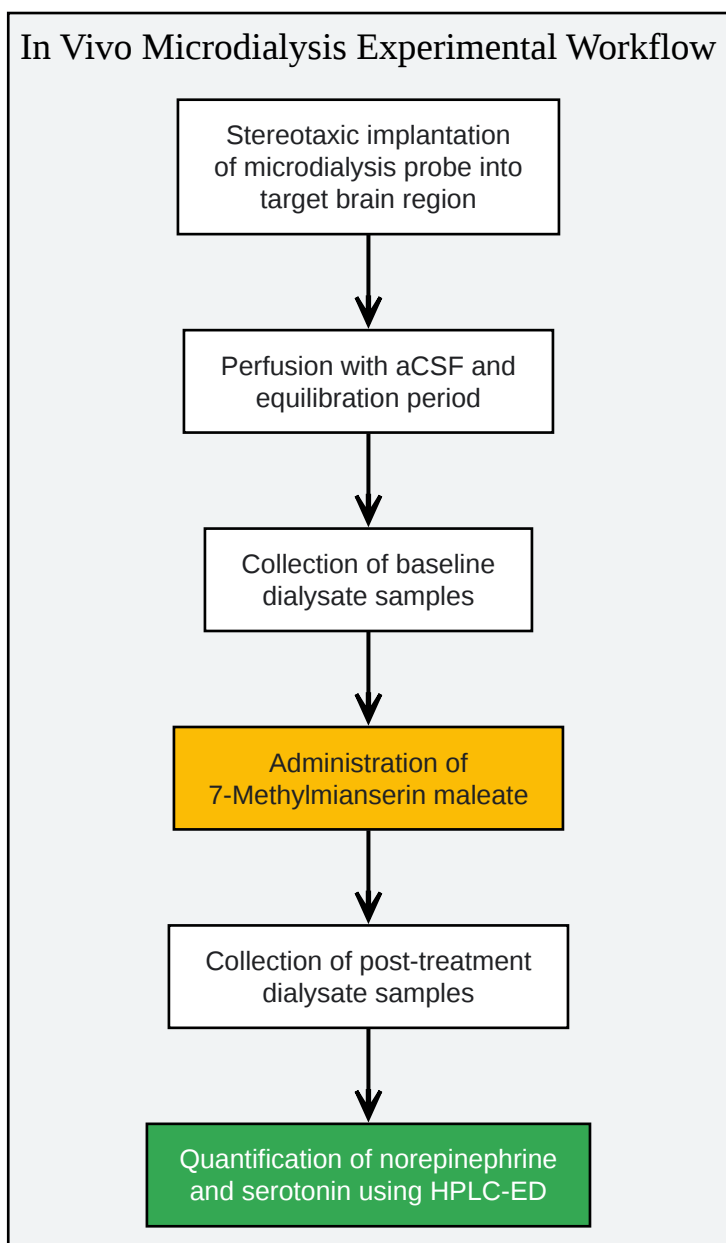 In Vivo Microdialysis Experimental Workflow
Stereotaxic implantation
of microdialysis probe into
target brain region
Perfusion with aCSF and
equilibration period
Collection of baseline
dialysate samples
Administration of
7-Methylmianserin maleate
Collection of post-treatment
dialysate samples
Quantification of norepinephrine
and serotonin using HPLC-ED